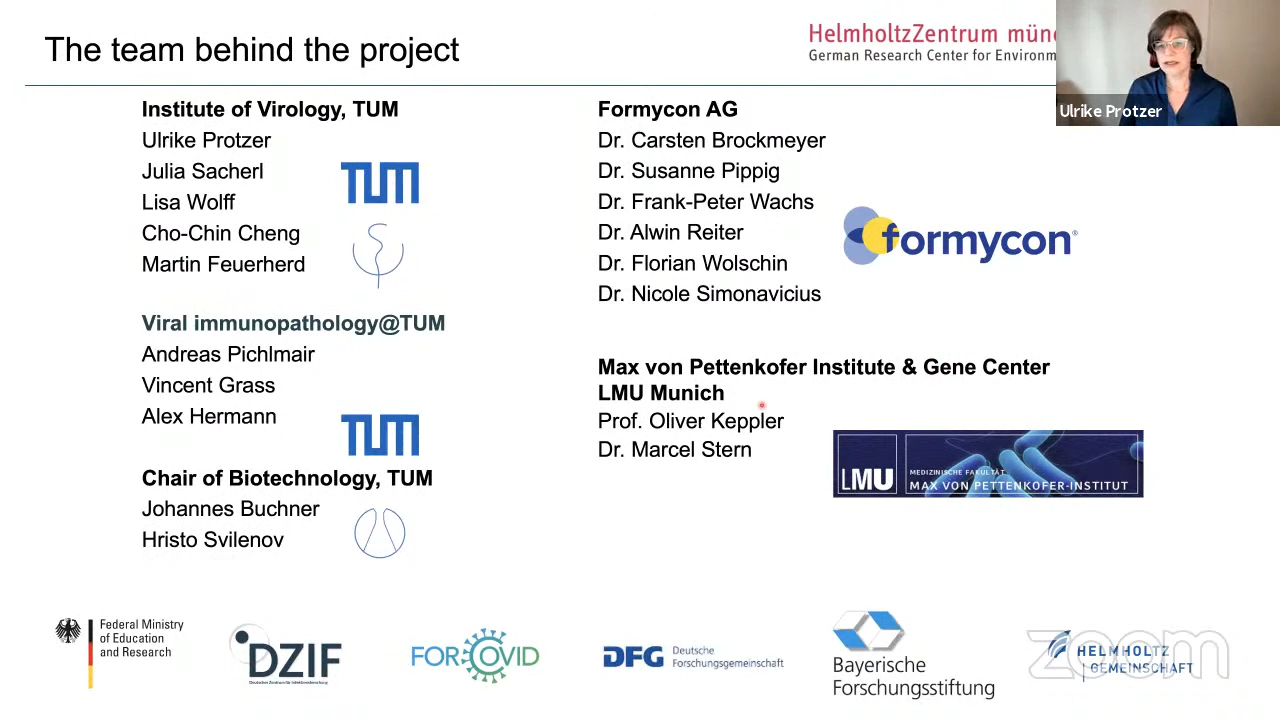 The team behind the project
HelmholtzZentrum münc
German Research Center for Environm
Ulrike Protzer
Institute of Virology, TUM
Ulrike Protzer
Julia Sacherl
Lisa Wolff
Cho-Chin Cheng
Martin Feuerherd
TUM
Viral immunopathology@TUM
Andreas Pichlmair
Vincent Grass
Alex Hermann
TUM
Chair of Biotechnology, TUM
Johannes Buchner
Hristo Svilenov
Formycon AG
Dr. Carsten Brockmeyer
Dr. Susanne Pippig
Dr. Frank-Peter Wachs
Dr. Alwin Reiter
Dr. Florian Wolschin
Dr. Nicole Simonavicius
formycon®
Max von Pettenkofer Institute & Gene Center
LMU Munich
Prof. Oliver Keppler
Dr. Marcel Stern
LMU
MEDIZINISCHE FAKULTÄT
MAX VON PETTENKOFER-INSTITUT
Federal Ministry
of Education
and Research
DZIF
Deutsches Zentrum für Infektionsforschung
FORCOVID
DFG Deutsche
Forschungsgemeinschaft
Bayerische
Forschungsstiftung
HELMHOLTZ
GEMEINSCHAFT
zoom